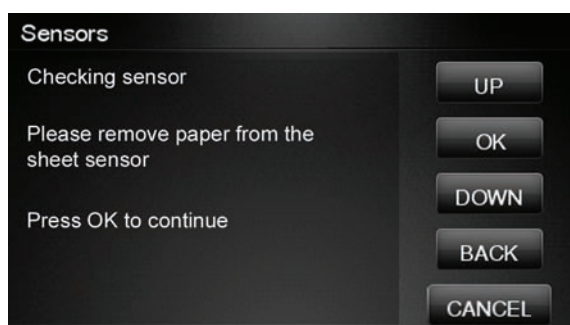 Sensors
Checking sensor
Please remove paper from the
sheet sensor
Press OK to continue
UP
OK
DOWN
BACK
CANCEL